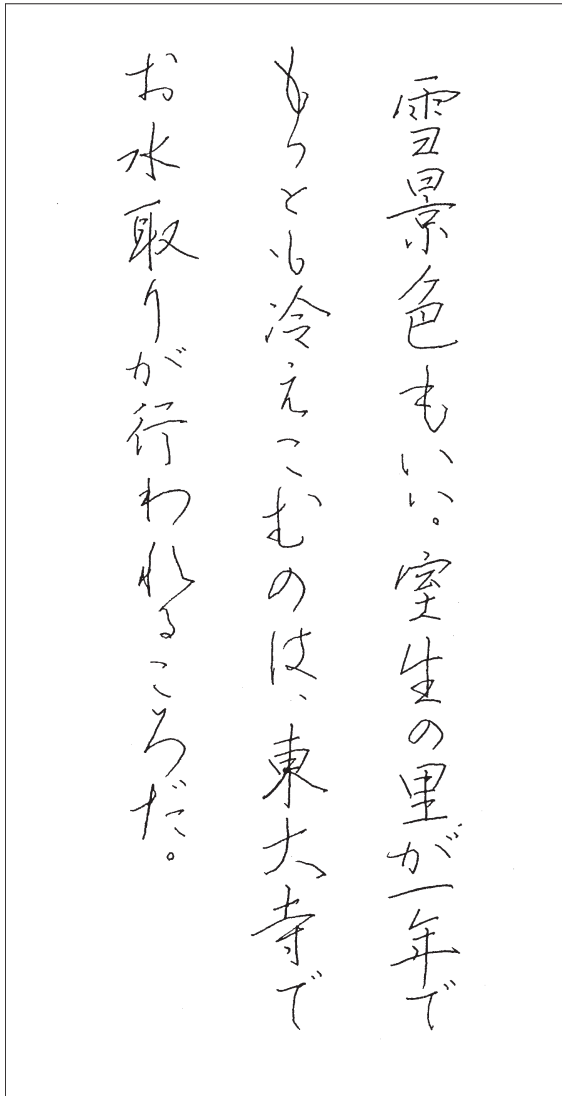 雪景色もいい。室生の里が一年で
もっとも冷えこむのは、東大寺で
お水取りが行われるころだ。